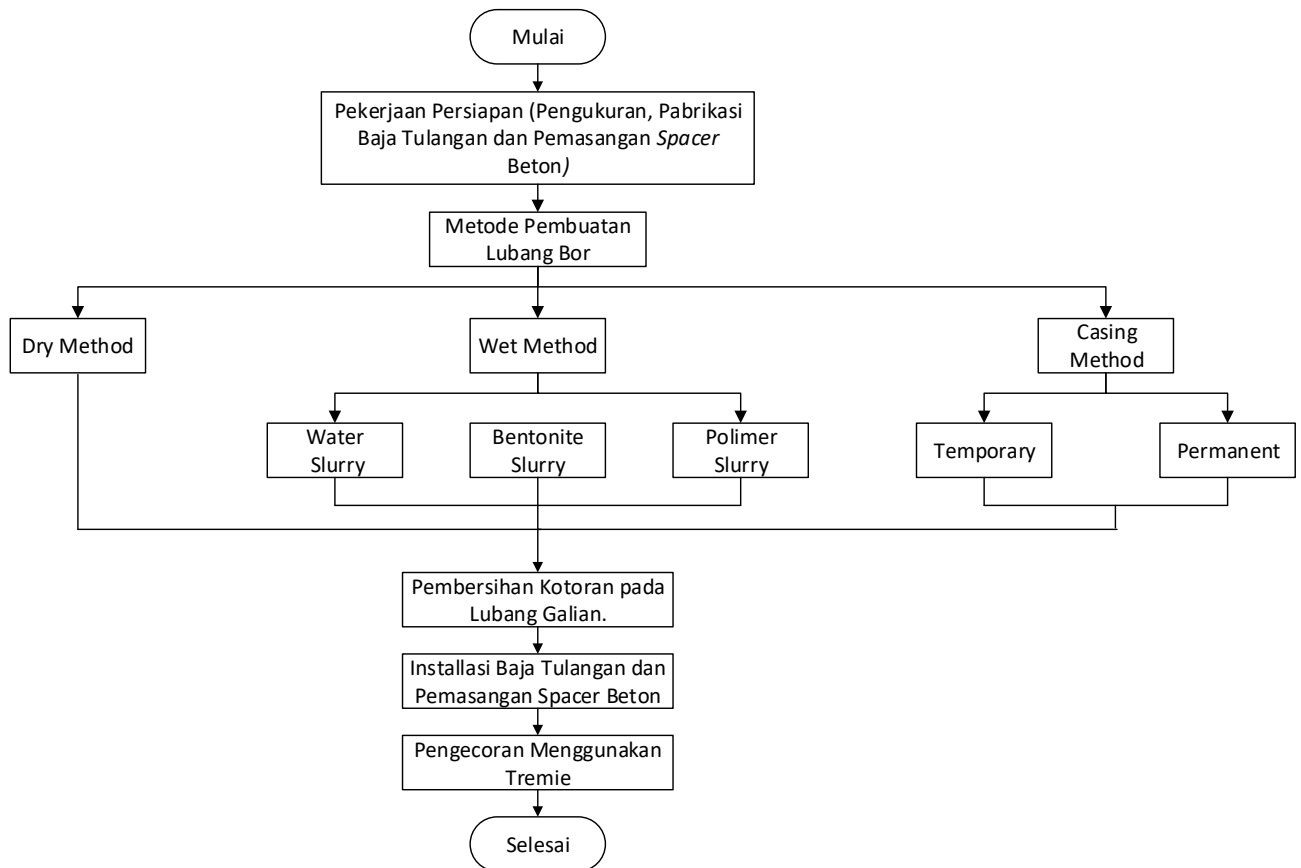 Mulai
Pekerjaan Persiapan (Pengukuran, Pabrikasi
Baja Tulangan dan Pemasangan Spacer
Beton)
Metode Pembuatan
Lubang Bor
Dry Method
Wet Method
Casing
Method
Water
Slurry
Bentonite
Slurry
Polimer
Slurry
Temporary
Permanent
Pembersihan Kotoran pada
Lubang Galian.
Installasi Baja Tulangan dan
Pemasangan Spacer Beton
Pengecoran Menggunakan
Tremie
Selesai